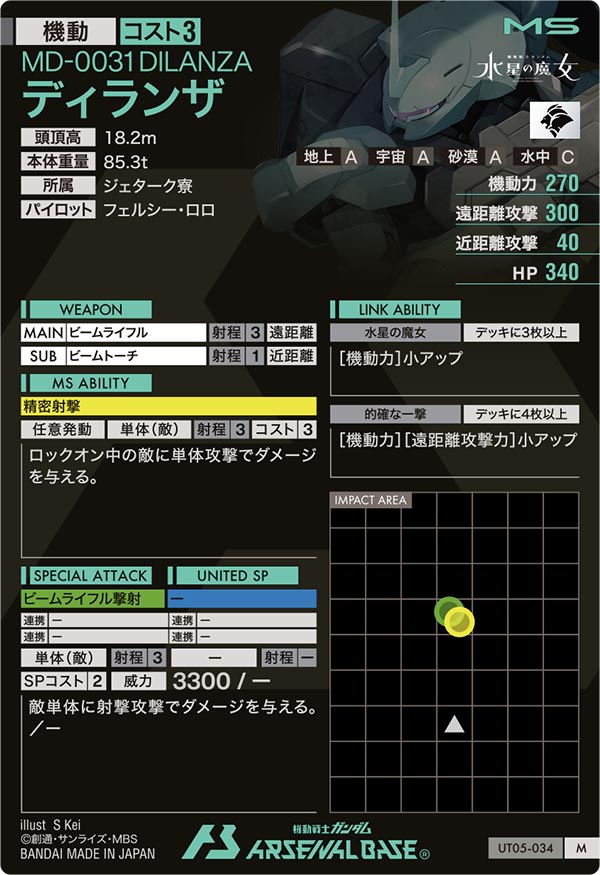 機動 コスト3
MS
MD-0031 DILANZA
ディランザ
機動戦士ガンダム
水星の魔女
頭頂高 18.2m
本体重量 85.3t
所属 ジェターク寮
パイロット フェルシー・ロロ
地上 A 宇宙 A 砂漠 A 水中 C
機動力 270
遠距離攻撃 300
近距離攻撃 40
HP 340
WEAPON
MAIN ビームライフル 射程 3 遠距離
SUB ビームトーチ 射程 1 近距離
MS ABILITY
精密射撃
任意発動 単体(敵) 射程 3 コスト 3
ロックオン中の敵に単体攻撃でダメージ
を与える。
LINK ABILITY
水星の魔女 デッキに3枚以上
[機動力]小アップ
的確な一撃 デッキに4枚以上
[機動力][遠距離攻撃力]小アップ
IMPACT AREA
SPECIAL ATTACK UNITED SP
ビームライフル撃射 ー
連携 ー 連携 ー
連携 ー 連携 ー
単体(敵) 射程 3 ー 射程 ー
SPコスト 2 威力 3300 / ー
敵単体に射撃攻撃でダメージを与える。
/ー
illust S Kei
©創通・サンライズ・MBS
BANDAI MADE IN JAPAN
機動戦士ガンダム
ARSENAL BASE ®
UT05-034 M